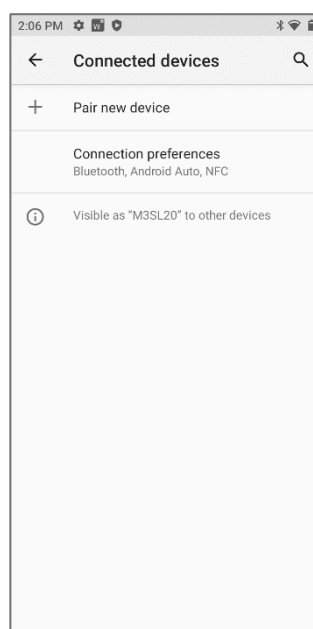 2:06 PM
Connected devices
Pair new device
Connection preferences
Bluetooth, Android Auto, NFC
Visible as "M3SL20" to other devices